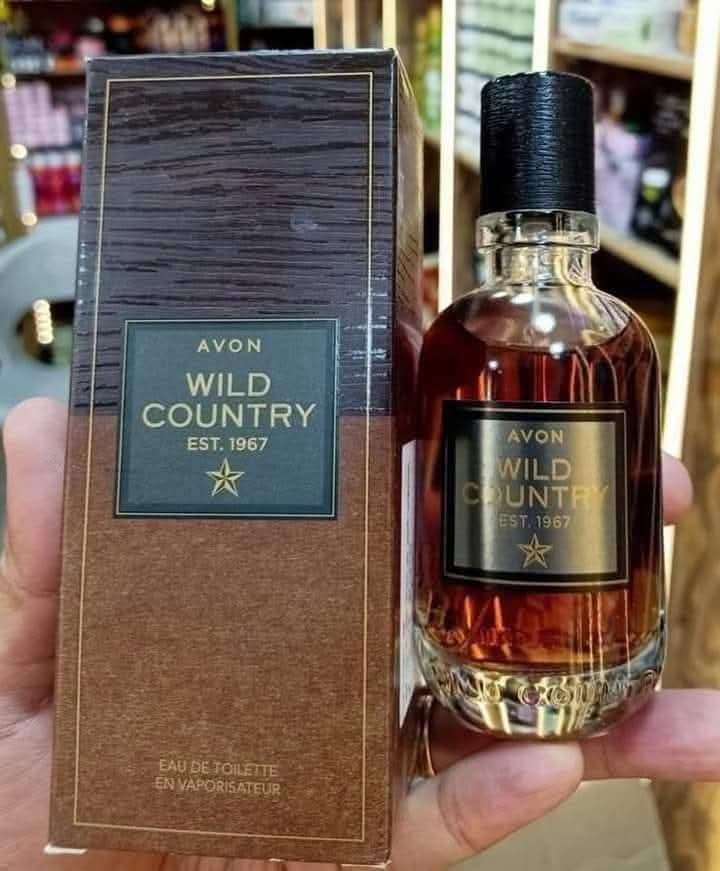 AVON
WILD
COUNTRY
EST. 1967
EAU DE TOILETTE
EN VAPORISATEUR
AVON
WILD
COUNTRY
EST. 1967